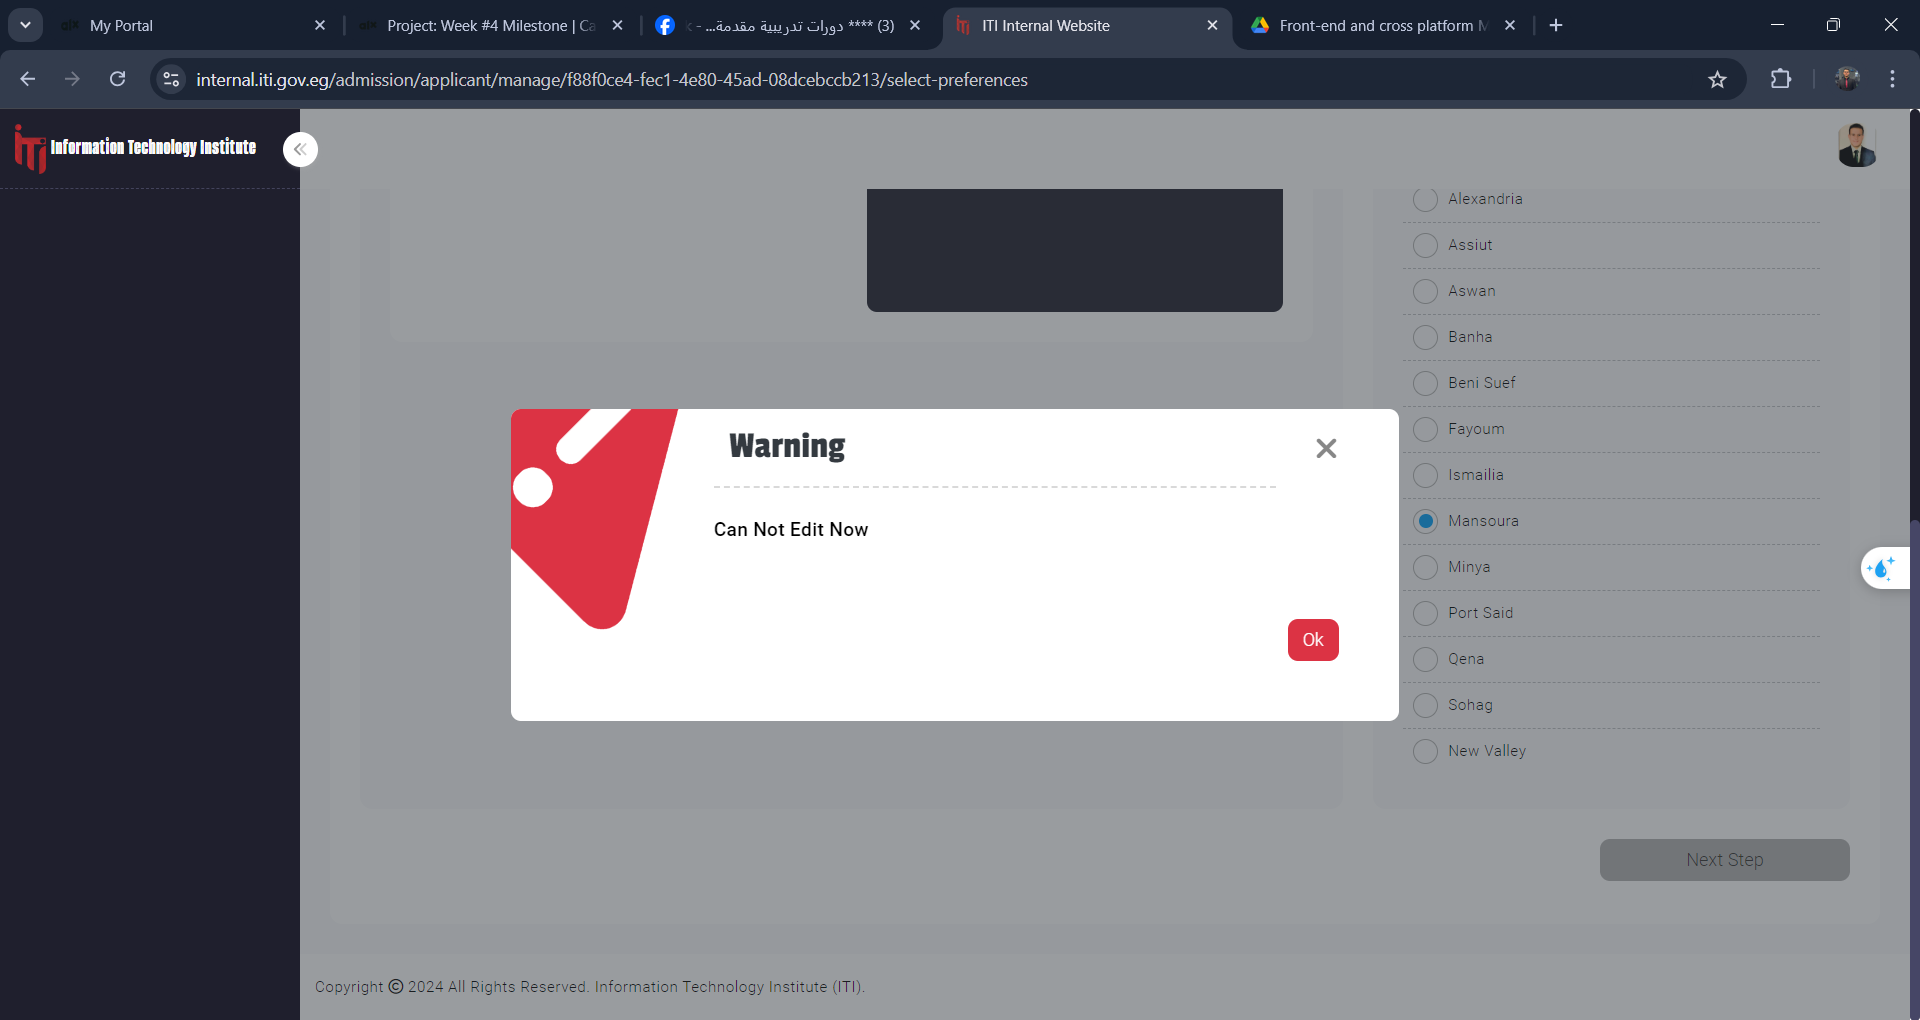 My Portal
Project: Week #4 Milestone | Ca
(3) **** دورات تدريبية مقدمة... -
ITI Internal Website
Front-end and cross platform M
internal.iti.gov.eg/admission/applicant/manage/f88f0ce4-fec1-4e80-45ad-08dcebccb213/select-preferences
iTi Information Technology Institute
Alexandria
Assiut
Aswan
Banha
Beni Suef
Fayoum
Ismailia
Mansoura
Minya
Port Said
Qena
Sohag
New Valley
Warning
Can Not Edit Now
Ok
Next Step
Copyright © 2024 All Rights Reserved. Information Technology Institute (ITI).